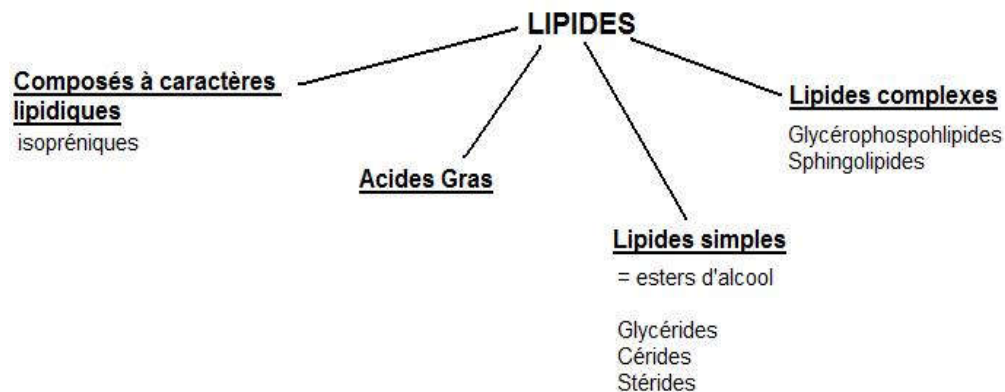 LIPIDES
Composés à caractères
lipidiques
isopréniques
Acides Gras
Lipides simples
= esters d'alcool
Glycérides
Cérides
Stérides
Lipides complexes
Glycérophospohlipides
Sphingolipides